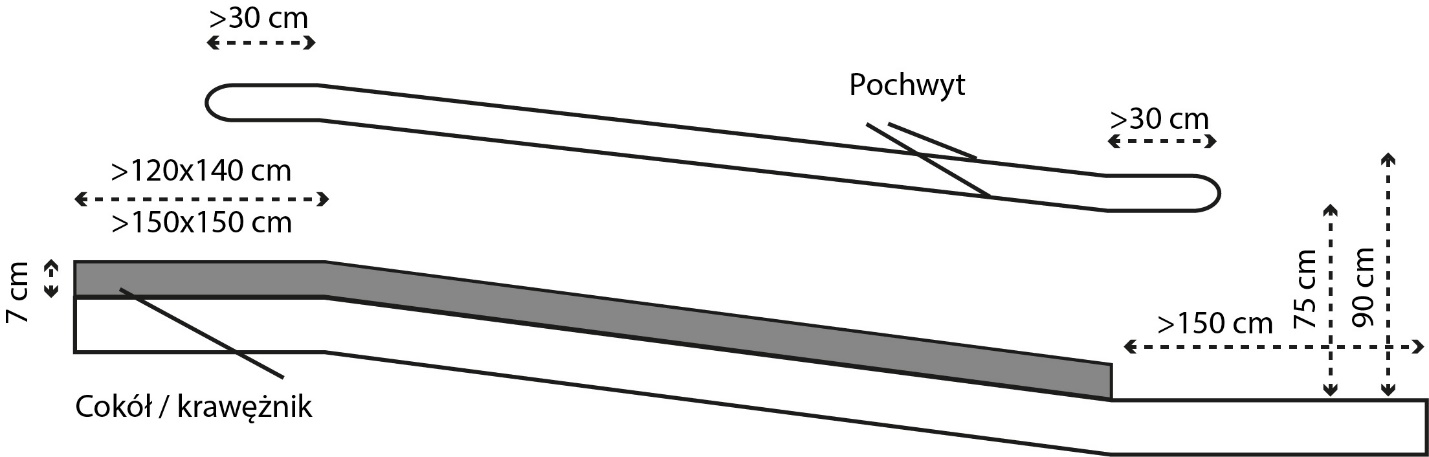 >30 cm
Pochwyt
>30 cm
>120x140 cm
>150x150 cm
7 cm
75 cm
90 cm
>150 cm
Cokół / krawężnik